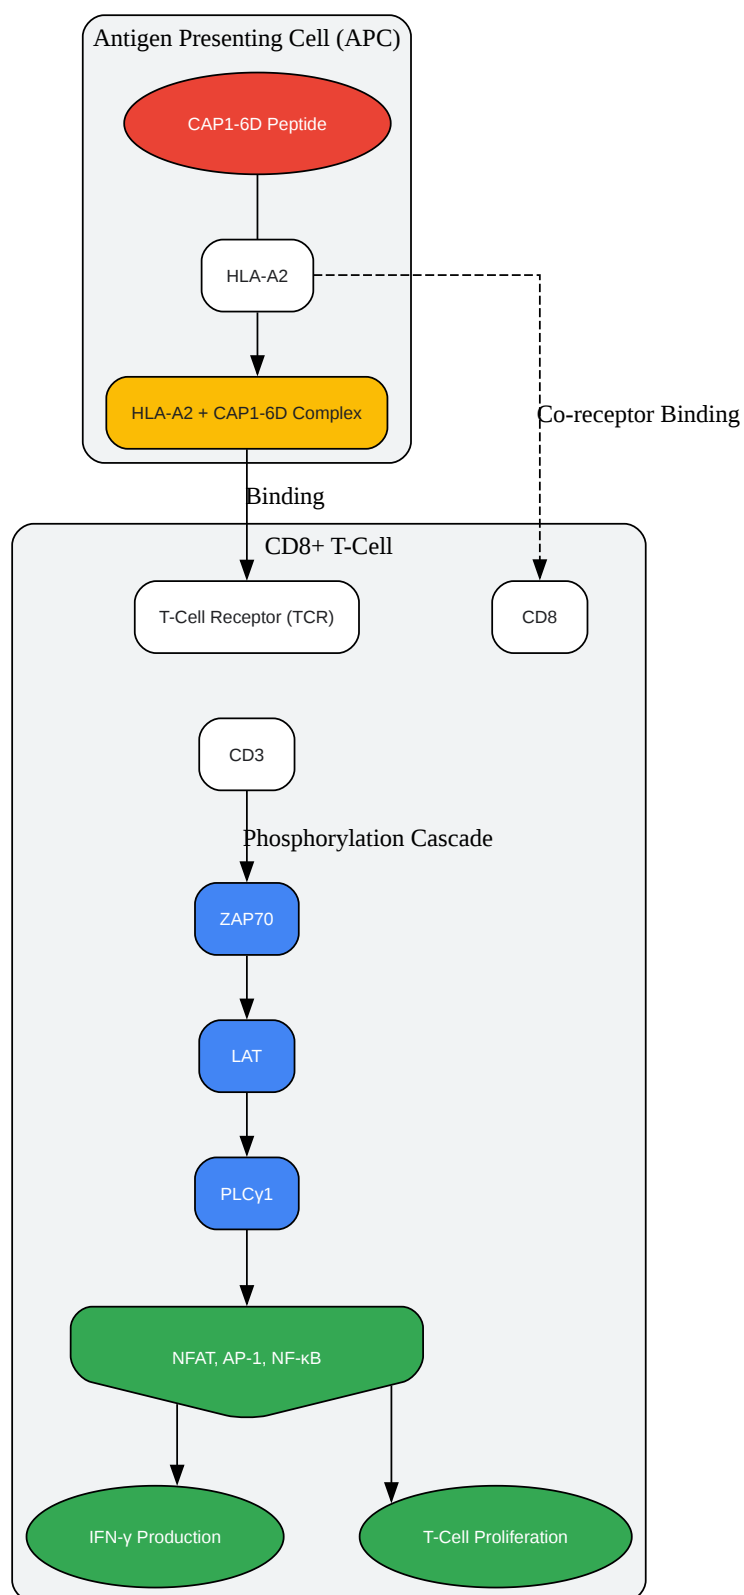 Antigen Presenting Cell (APC)
CAP1-6D Peptide
HLA-A2
HLA-A2 + CAP1-6D Complex
Co-receptor Binding
Binding
CD8+ T-Cell
T-Cell Receptor (TCR)
CD8
CD3
Phosphorylation Cascade
ZAP70
LAT
PLCγ1
NFAT, AP-1, NF-κB
IFN-γ Production
T-Cell Proliferation